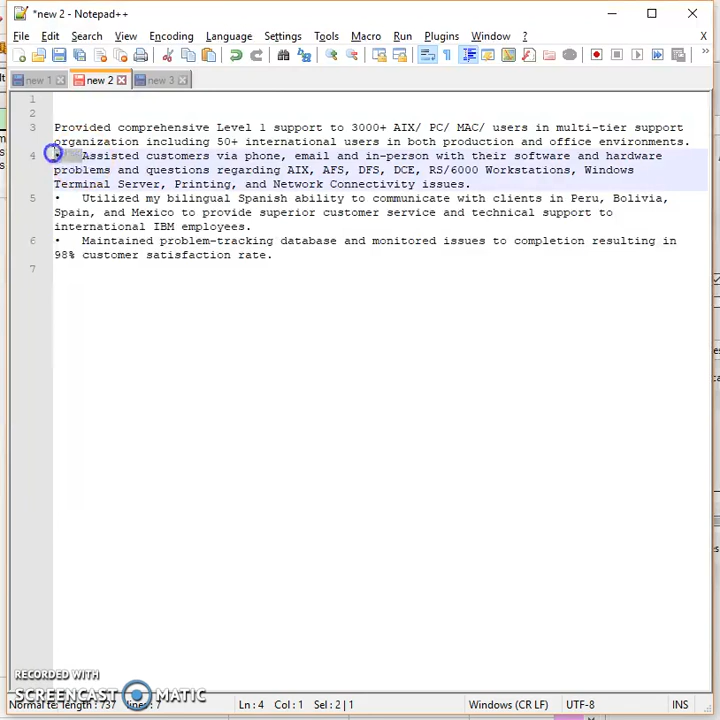 *new 2 - Notepad++
File Edit Search View Encoding Language Settings Tools Macro Run Plugins Window ?
new 1 new 2 new 3
1
2
3 Provided comprehensive Level 1 support to 3000+ AIX/ PC/ MAC/ users in multi-tier support
organization including 50+ international users in both production and office environments.
4 Assisted customers via phone, email and in-person with their software and hardware
problems and questions regarding AIX, AFS, DFS, DCE, RS/6000 Workstations, Windows
Terminal Server, Printing, and Network Connectivity issues.
5 • Utilized my bilingual Spanish ability to communicate with clients in Peru, Bolivia,
Spain, and Mexico to provide superior customer service and technical support to
international IBM employees.
6 • Maintained problem-tracking database and monitored issues to completion resulting in
98% customer satisfaction rate.
7
RECORDED WITH
SCREENCAST MATIC
Normal te length : 737 lines : 7 Ln : 4 Col : 1 Sel : 2 | 1 Windows (CR LF) UTF-8 INS